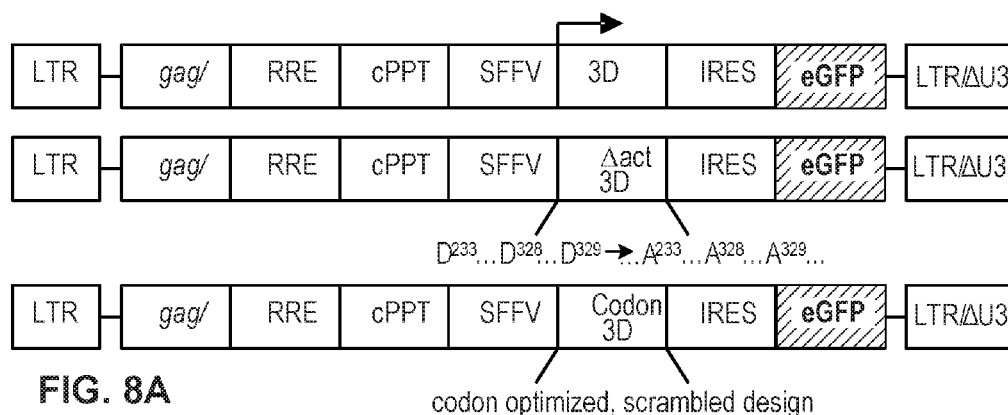 LTR gag/ RRE cPPT SFFV 3D IRES eGFP LTR/ΔU3
LTR gag/ RRE cPPT SFFV Δact 3D IRES eGFP LTR/ΔU3
D233... D328... D329 → ...A233... A328... A329...
LTR gag/ RRE cPPT SFFV Codon 3D IRES eGFP LTR/ΔU3
codon optimized, scrambled design
FIG. 8A